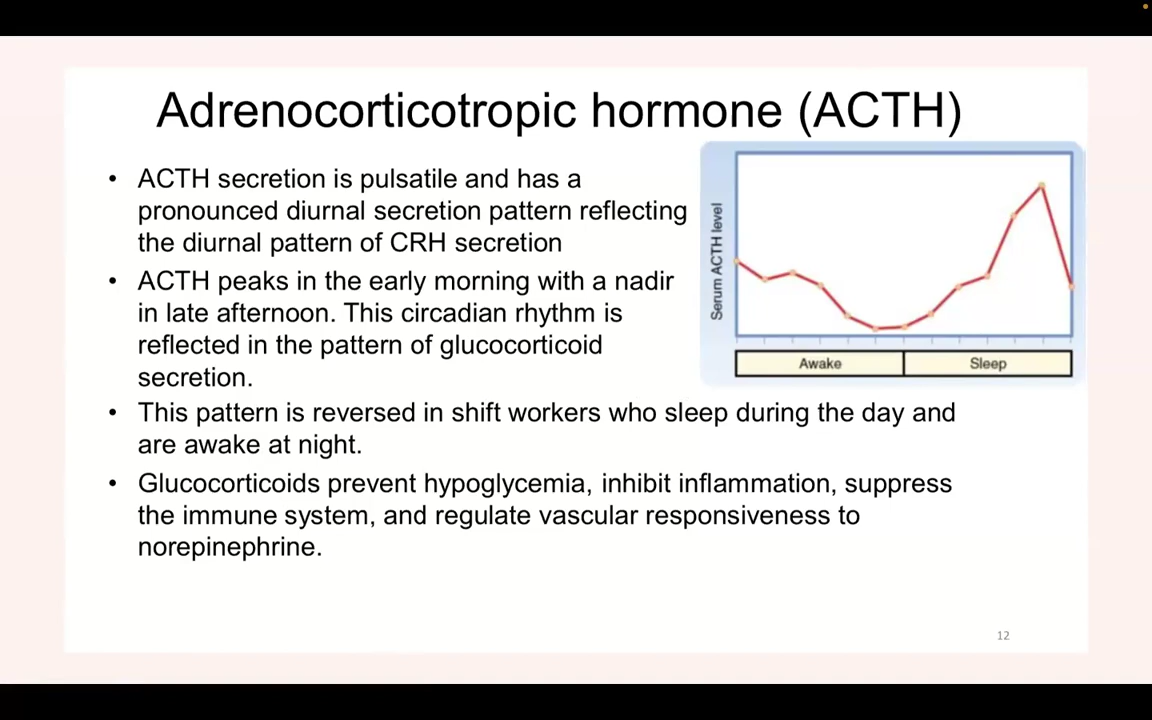 Adrenocorticotropic hormone (ACTH)
• ACTH secretion is pulsatile and has a
pronounced diurnal secretion pattern reflecting
the diurnal pattern of CRH secretion
• ACTH peaks in the early morning with a nadir
in late afternoon. This circadian rhythm is
reflected in the pattern of glucocorticoid
secretion.
• This pattern is reversed in shift workers who sleep during the day and
are awake at night.
• Glucocorticoids prevent hypoglycemia, inhibit inflammation, suppress
the immune system, and regulate vascular responsiveness to
norepinephrine.
Serum ACTH level
Awake
Sleep
12